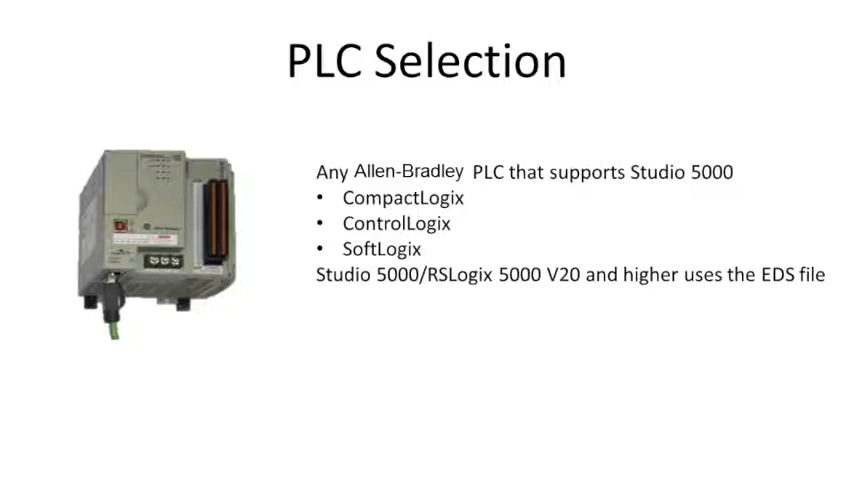 PLC Selection
Any Allen-Bradley PLC that supports Studio 5000
• CompactLogix
• ControlLogix
• SoftLogix
Studio 5000/RSLogix 5000 V20 and higher uses the EDS file